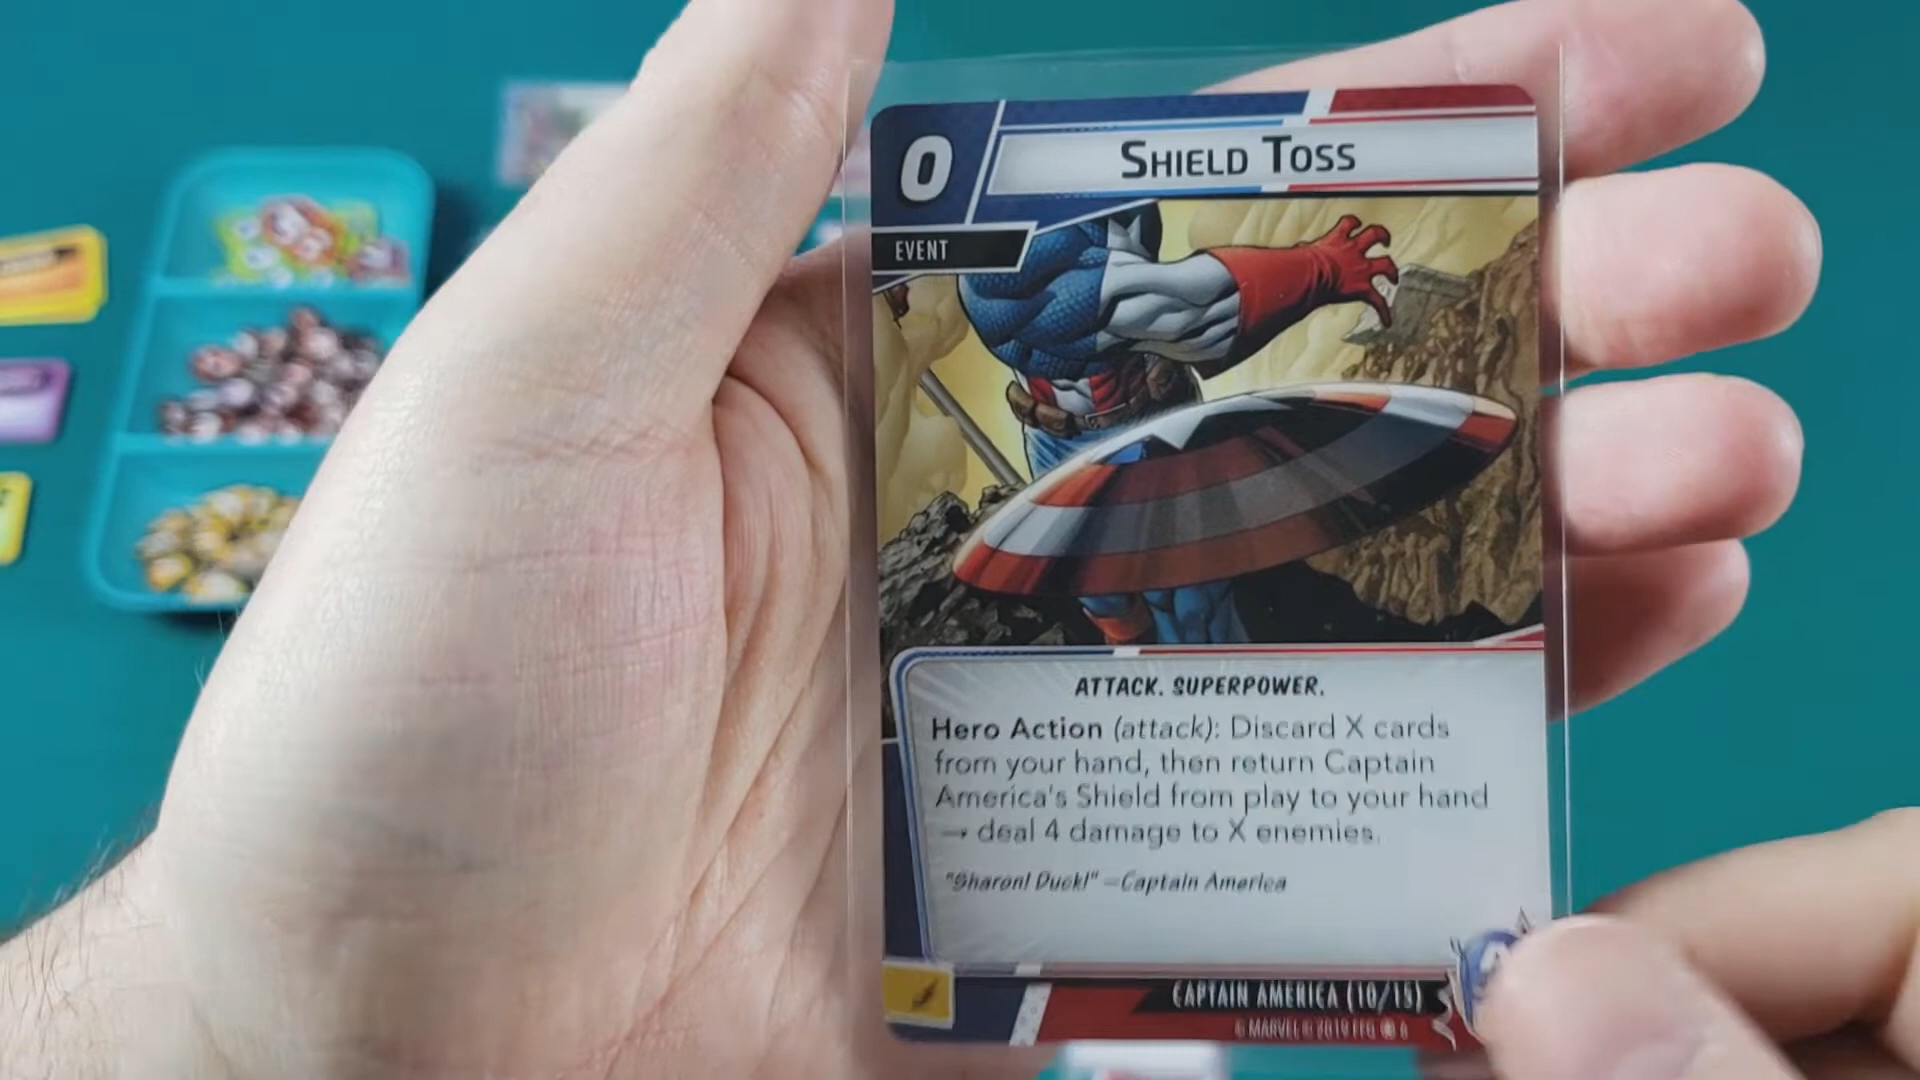 0
SHIELD TOSS
EVENT
ATTACK. SUPERPOWER.
Hero Action (attack): Discard X cards
from your hand, then return Captain
America's Shield from play to your hand
→ deal 4 damage to X enemies.
"Sharon! Duck!" —Captain America
CAPTAIN AMERICA (10/15)
© MARVEL © 2019 FFG 6